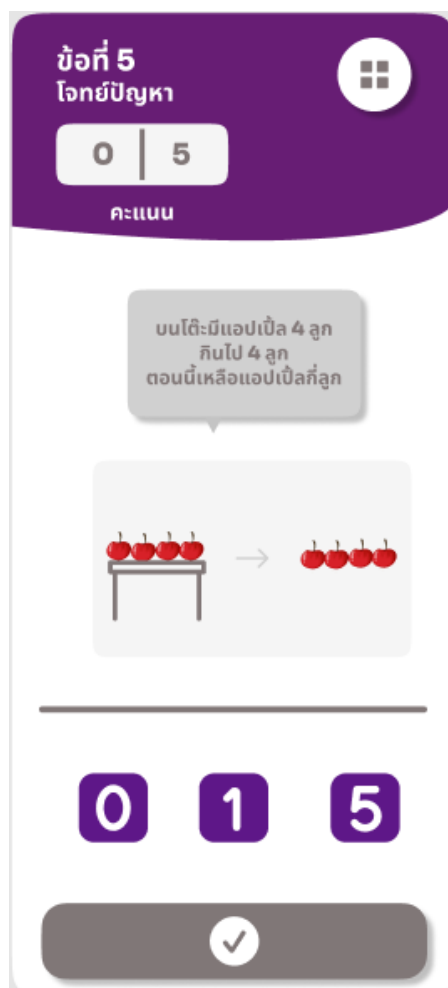 ข้อที่ 5
โจทย์ปัญหา
0 | 5
คะแนน
บนโต๊ะมีแอปเปิ้ล 4 ลูก
กินไป 4 ลูก
ตอนนี้เหลือแอปเปิ้ลกี่ลูก
0 1 5